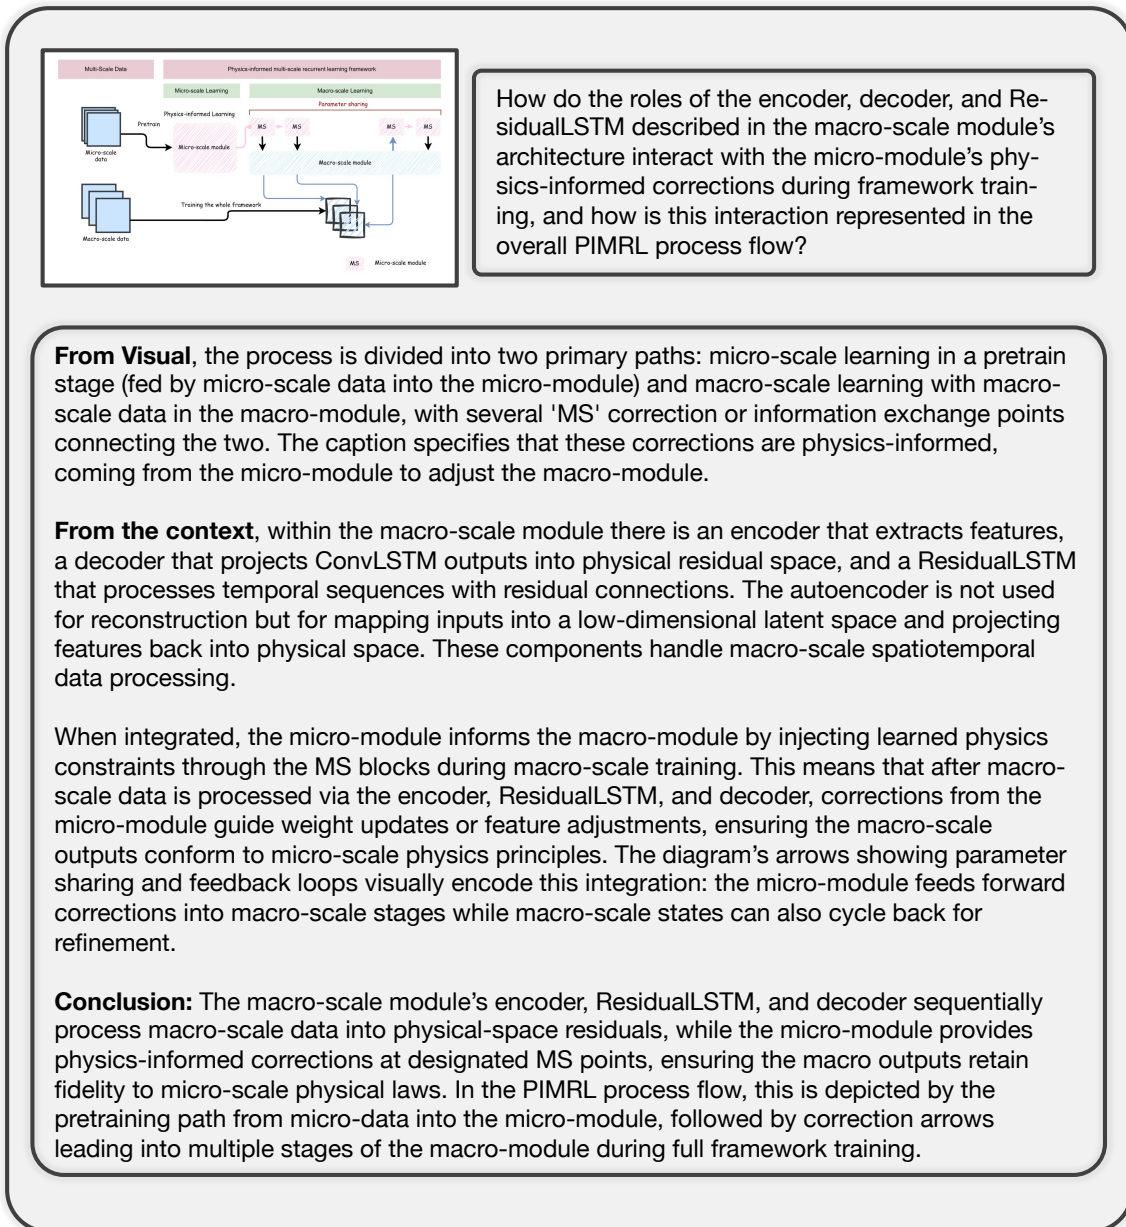 Multi-Scale Data
Physics-informed multi-scale recurrent learning framework
Micro-scale Learning
Macro-scale Learning
Parameter sharing
Physics-informed Learning
Pretrain
MS
MS
MS
MS
Micro-scale module
Micro-scale
data
Macro-scale module
Training the whole framework
Macro-scale data
MS
Micro-scale module
How do the roles of the encoder, decoder, and Re-
sidualLSTM described in the macro-scale module's
architecture interact with the micro-module's phy-
sics-informed corrections during framework train-
ing, and how is this interaction represented in the
overall PIMRL process flow?
From Visual, the process is divided into two primary paths: micro-scale learning in a pretrain
stage (fed by micro-scale data into the micro-module) and macro-scale learning with macro-
scale data in the macro-module, with several 'MS' correction or information exchange points
connecting the two. The caption specifies that these corrections are physics-informed,
coming from the micro-module to adjust the macro-module.
From the context, within the macro-scale module there is an encoder that extracts features,
a decoder that projects ConvLSTM outputs into physical residual space, and a ResidualLSTM
that processes temporal sequences with residual connections. The autoencoder is not used
for reconstruction but for mapping inputs into a low-dimensional latent space and projecting
features back into physical space. These components handle macro-scale spatiotemporal
data processing.
When integrated, the micro-module informs the macro-module by injecting learned physics
constraints through the MS blocks during macro-scale training. This means that after macro-
scale data is processed via the encoder, ResidualLSTM, and decoder, corrections from the
micro-module guide weight updates or feature adjustments, ensuring the macro-scale
outputs conform to micro-scale physics principles. The diagram's arrows showing parameter
sharing and feedback loops visually encode this integration: the micro-module feeds forward
corrections into macro-scale stages while macro-scale states can also cycle back for
refinement.
Conclusion: The macro-scale module's encoder, ResidualLSTM, and decoder sequentially
process macro-scale data into physical-space residuals, while the micro-module provides
physics-informed corrections at designated MS points, ensuring the macro outputs retain
fidelity to micro-scale physical laws. In the PIMRL process flow, this is depicted by the
pretraining path from micro-data into the micro-module, followed by correction arrows
leading into multiple stages of the macro-module during full framework training.